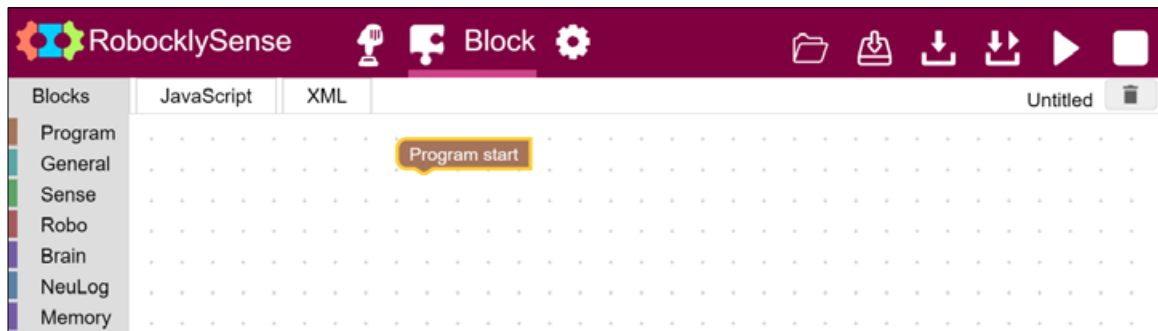 RobocklySense Block
Blocks JavaScript XML Untitled
Program
Program start
General
Sense
Robo
Brain
NeuLog
Memory